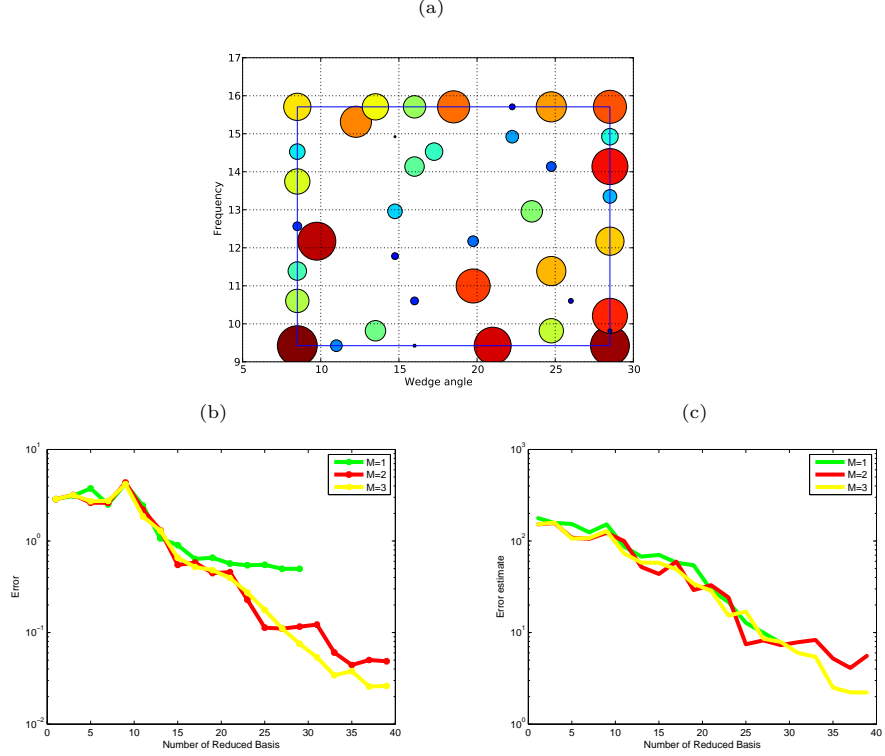 (a)
17
16
15
14
13
12
11
10
9
Frequency
5 10 15 20 25 30
Wedge angle
(b)
10^1
10^0
10^-1
10^-2
Error
M=1
M=2
M=3
0 5 10 15 20 25 30 35 40
Number of Reduced Basis
(c)
10^3
10^2
10^1
10^0
Error estimate
M=1
M=2
M=3
0 5 10 15 20 25 30 35 40
Number of Reduced Basis